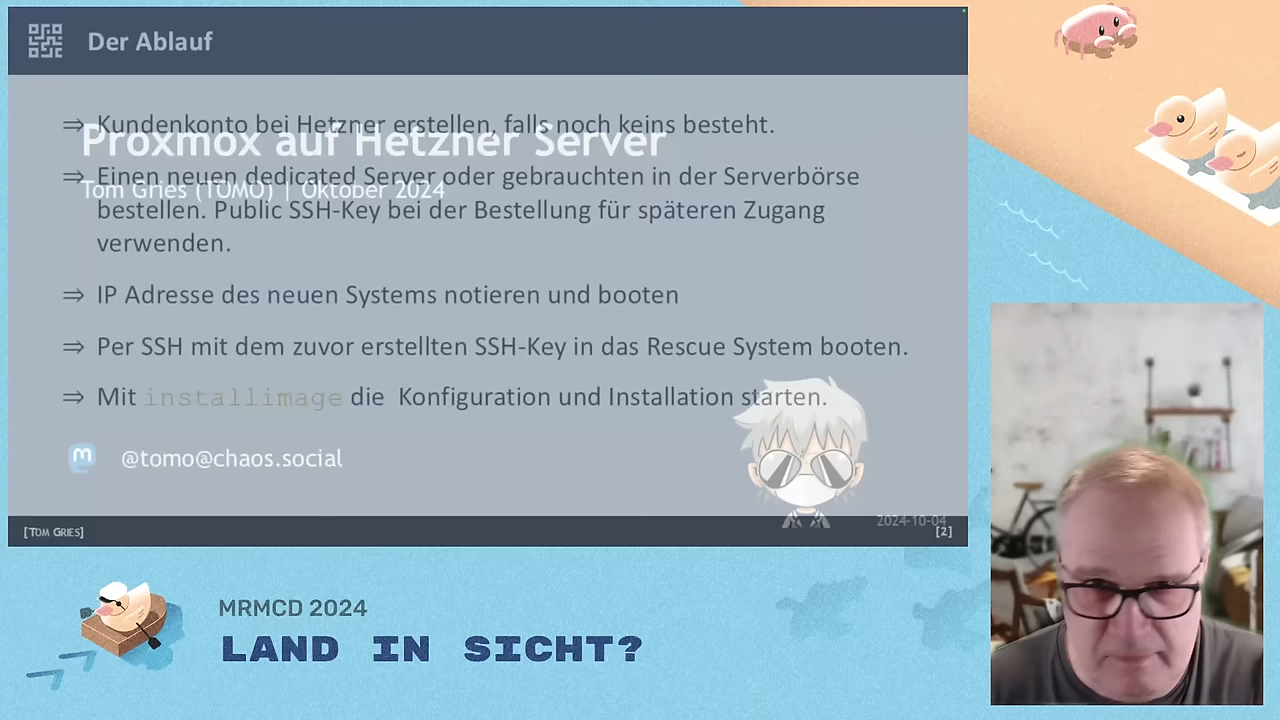 Der Ablauf
⇒ Kundenkonto bei Hetzner erstellen, falls noch keins besteht.
Proxmox auf Hetzner Server
⇒ Einen neuen dedicated Server oder gebrauchten in der Serverbörse
Tom Gries (TOMO) | Oktober 2024
bestellen. Public SSH-Key bei der Bestellung für späteren Zugang
verwenden.
⇒ IP Adresse des neuen Systems notieren und booten
⇒ Per SSH mit dem zuvor erstellten SSH-Key in das Rescue System booten.
⇒ Mit installimage die Konfiguration und Installation starten.
@tomo@chaos.social
2024-10-04
[TOM GRIES]
[2]
MRMCD 2024
LAND IN SICHT?